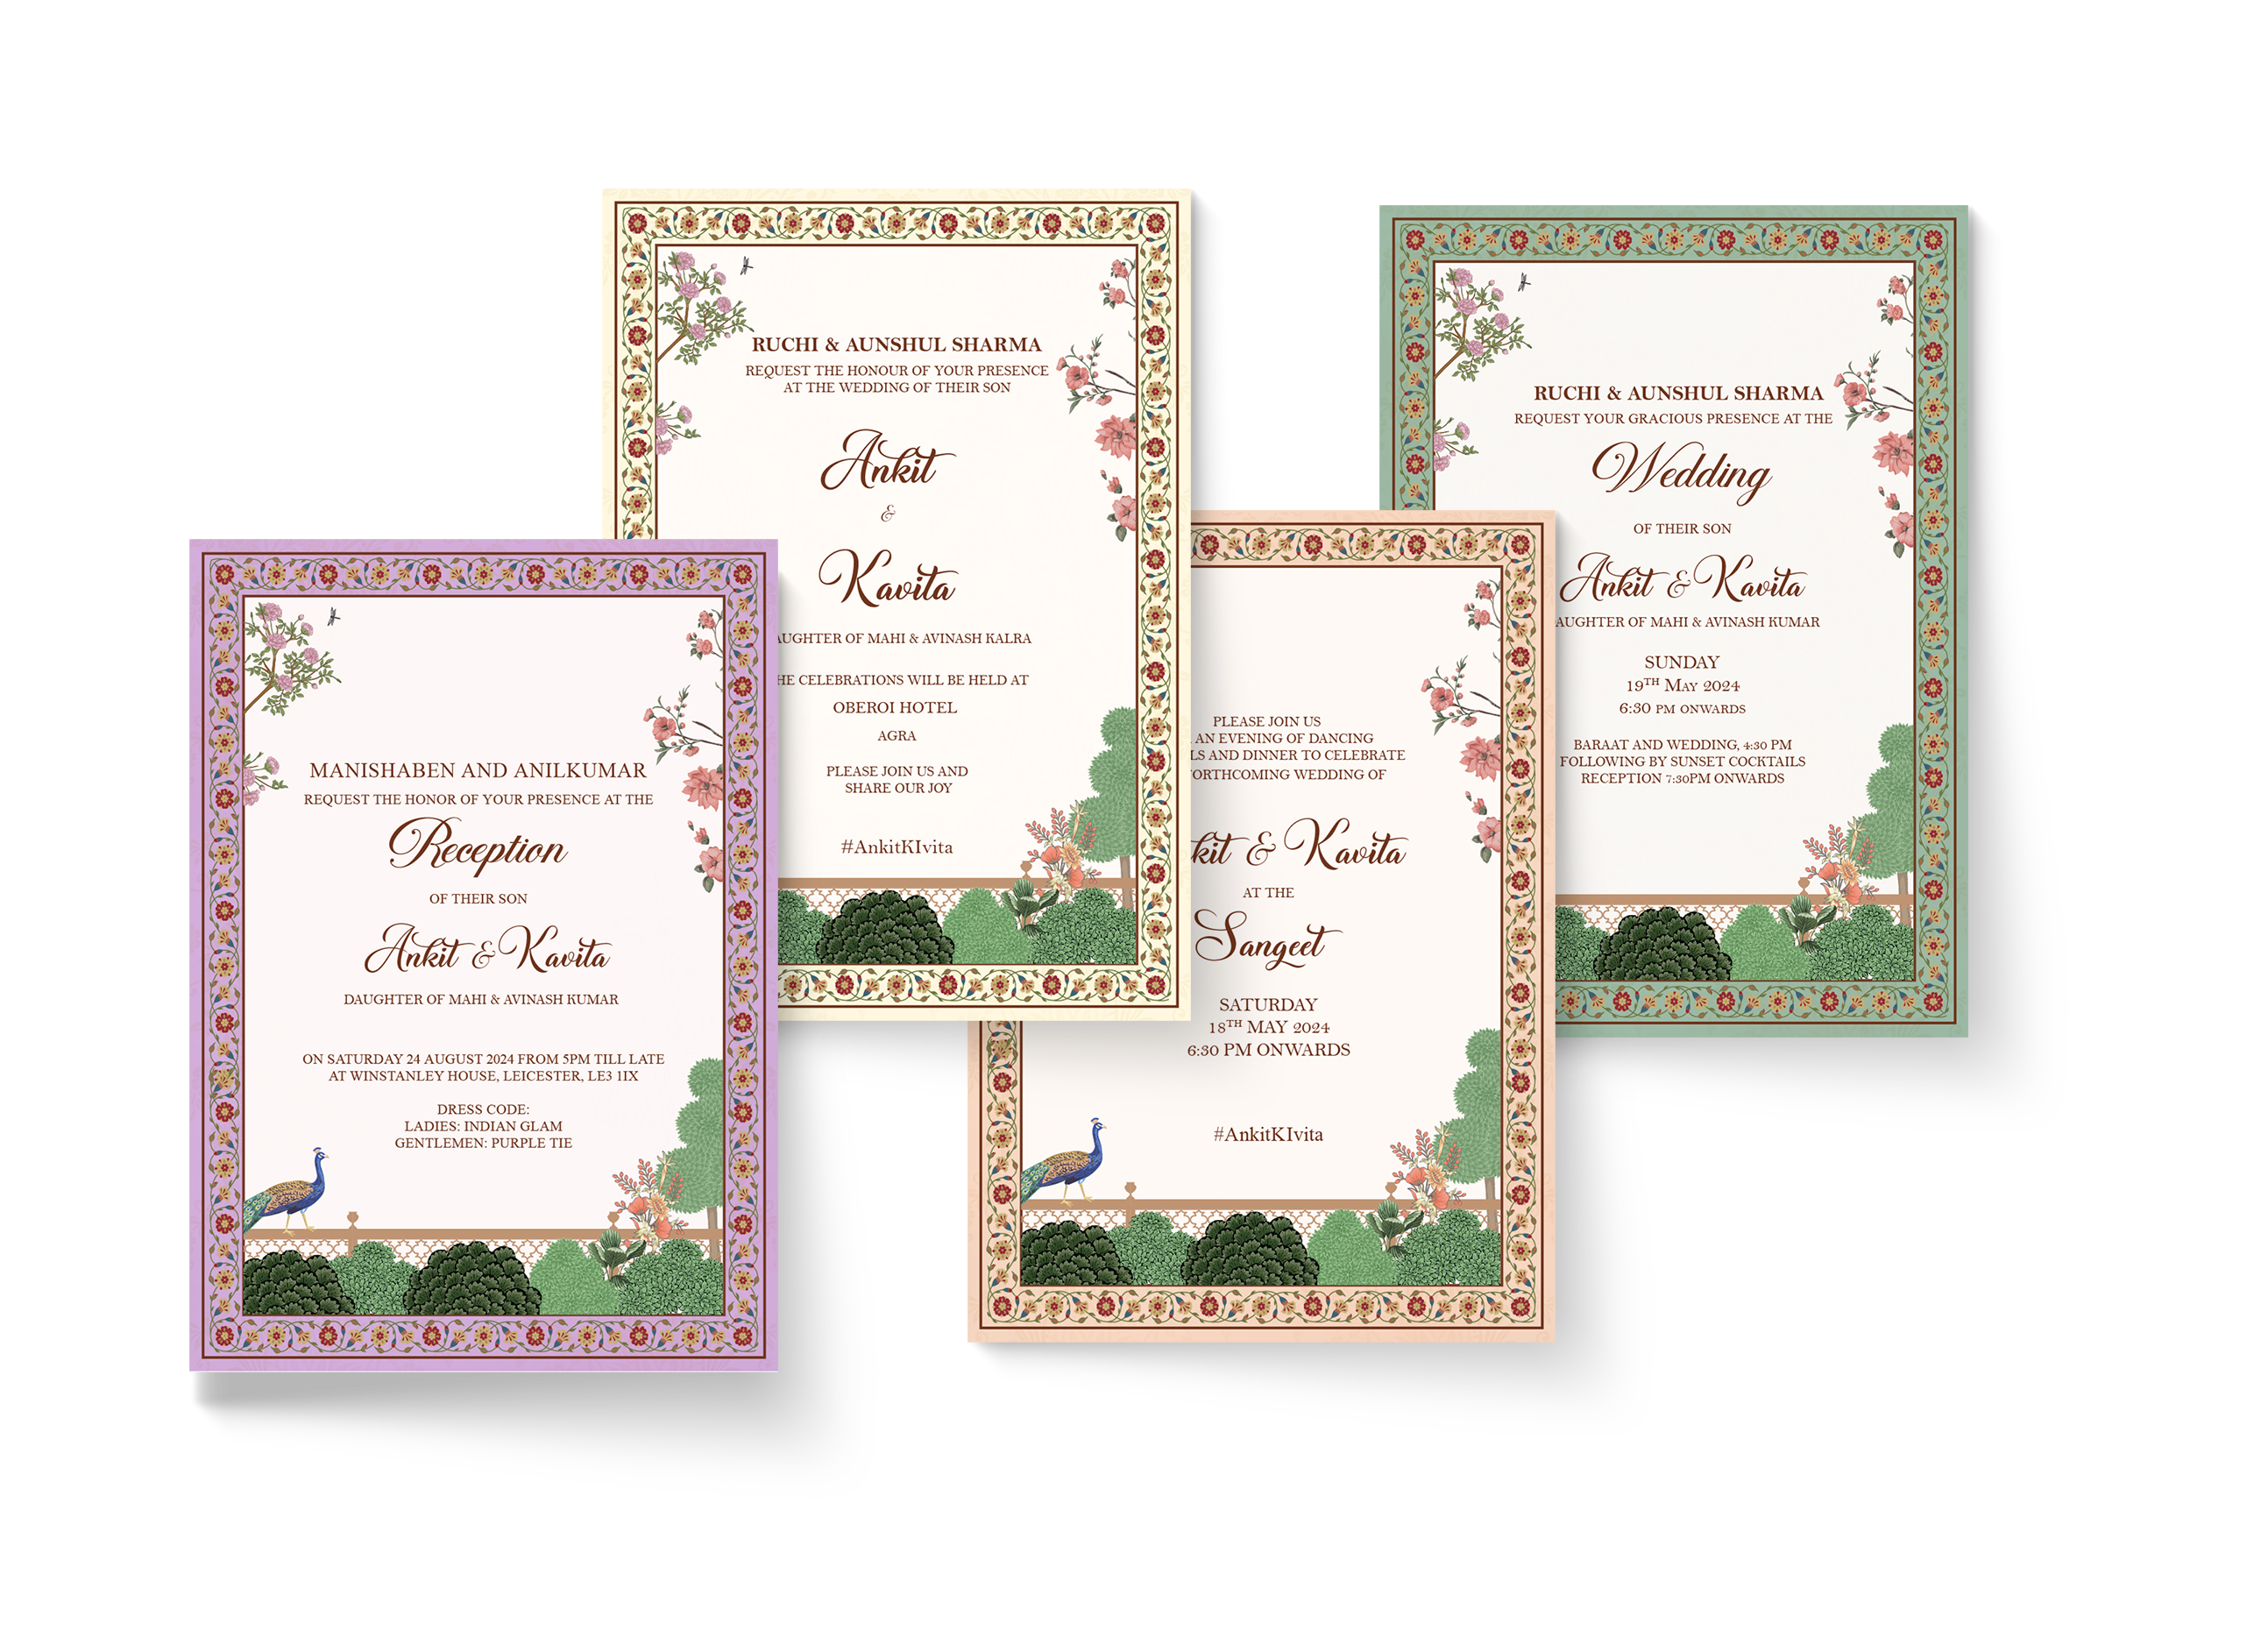 MANISHABEN AND ANILKUMAR
REQUEST THE HONOR OF YOUR PRESENCE AT THE
Reception
OF THEIR SON
Ankit & Kavita
DAUGHTER OF MAHI & AVINASH KUMAR
ON SATURDAY 24 AUGUST 2024 FROM 5PM TILL LATE
AT WINSTANLEY HOUSE, LEICESTER, LE3 1IX
DRESS CODE:
LADIES: INDIAN GLAM
GENTLEMEN: PURPLE TIE
RUCHI & AUNSHUL SHARMA
REQUEST THE HONOUR OF YOUR PRESENCE
AT THE WEDDING OF THEIR SON
Ankit
&
Kavita
AUGHTER OF MAHI & AVINASH KALRA
HE CELEBRATIONS WILL BE HELD AT
OBEROI HOTEL
AGRA
PLEASE JOIN US AND
SHARE OUR JOY
#AnkitKIvita
PLEASE JOIN US
AN EVENING OF DANCING
LS AND DINNER TO CELEBRATE
ORTHCOMING WEDDING OF
kit & Kavita
AT THE
Sangeet
SATURDAY
18TH MAY 2024
6:30 PM ONWARDS
#AnkitKIvita
RUCHI & AUNSHUL SHARMA
REQUEST YOUR GRACIOUS PRESENCE AT THE
Wedding
OF THEIR SON
Ankit & Kavita
AUGHTER OF MAHI & AVINASH KUMAR
SUNDAY
19TH MAY 2024
6:30 PM ONWARDS
BARAAT AND WEDDING, 4:30 PM
FOLLOWING BY SUNSET COCKTAILS
RECEPTION 7:30PM ONWARDS